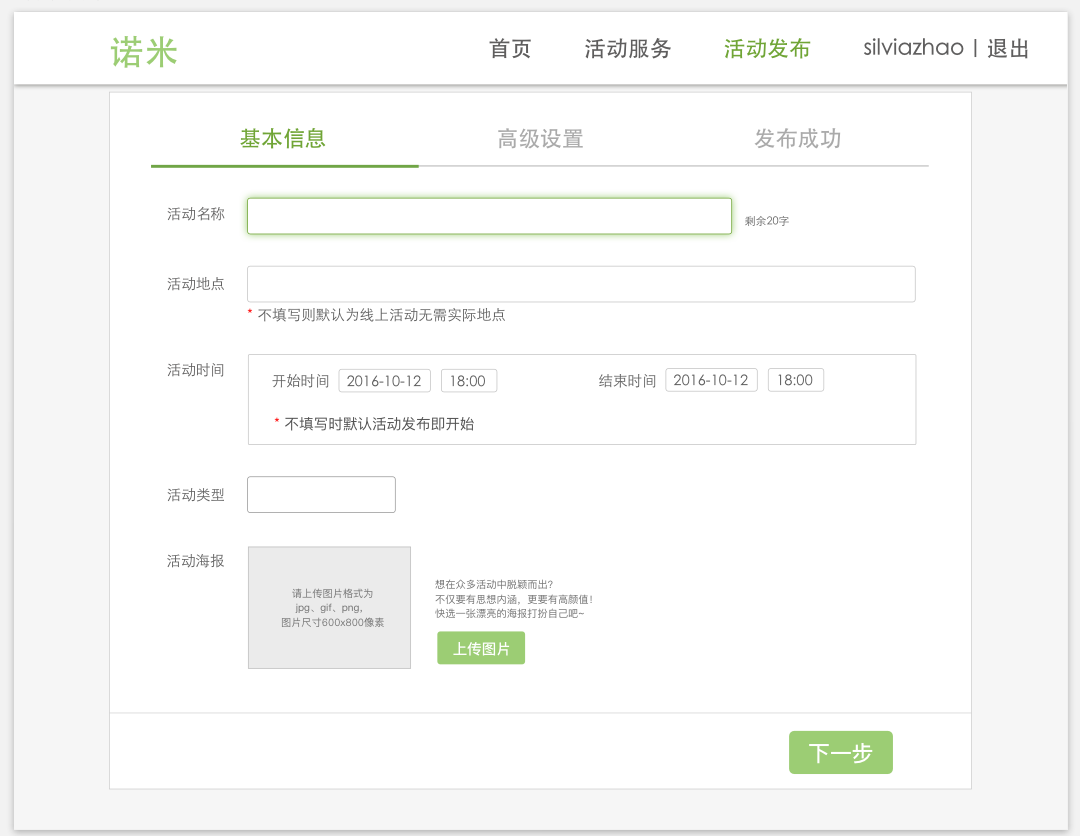 诺米
首页 活动服务 活动发布 silviazhao | 退出
基本信息 高级设置 发布成功
活动名称 剩余20字
活动地点
* 不填写则默认为线上活动无需实际地点
活动时间
开始时间 2016-10-12 18:00 结束时间 2016-10-12 18:00
* 不填写时默认活动发布即开始
活动类型
活动海报
请上传图片格式为
jpg、gif、png,
图片尺寸600x800像素
想在众多活动中脱颖而出?
不仅要有思想内涵，更要有高颜值!
快选一张漂亮的海报打扮自己吧~
上传图片
下一步